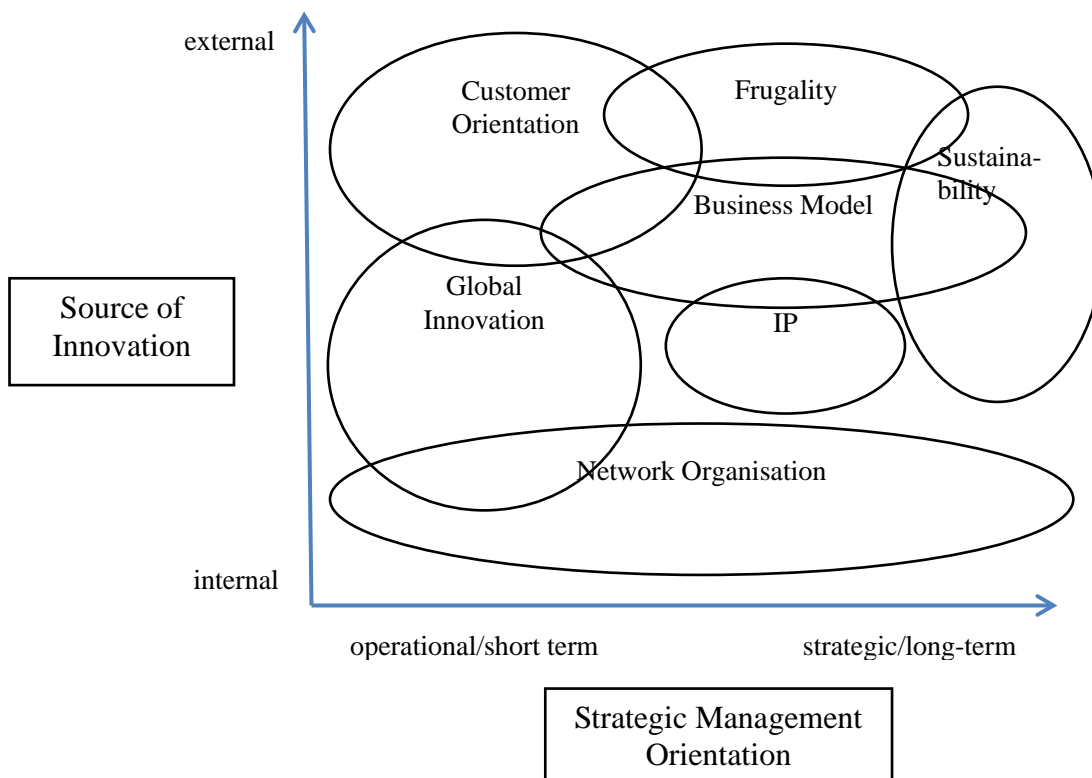 external
Customer
Orientation
Frugality
Sustaina-
bility
Business Model
Source of
Innovation
Global
Innovation
IP
Network Organisation
internal
operational/short term
strategic/long-term
Strategic Management
Orientation